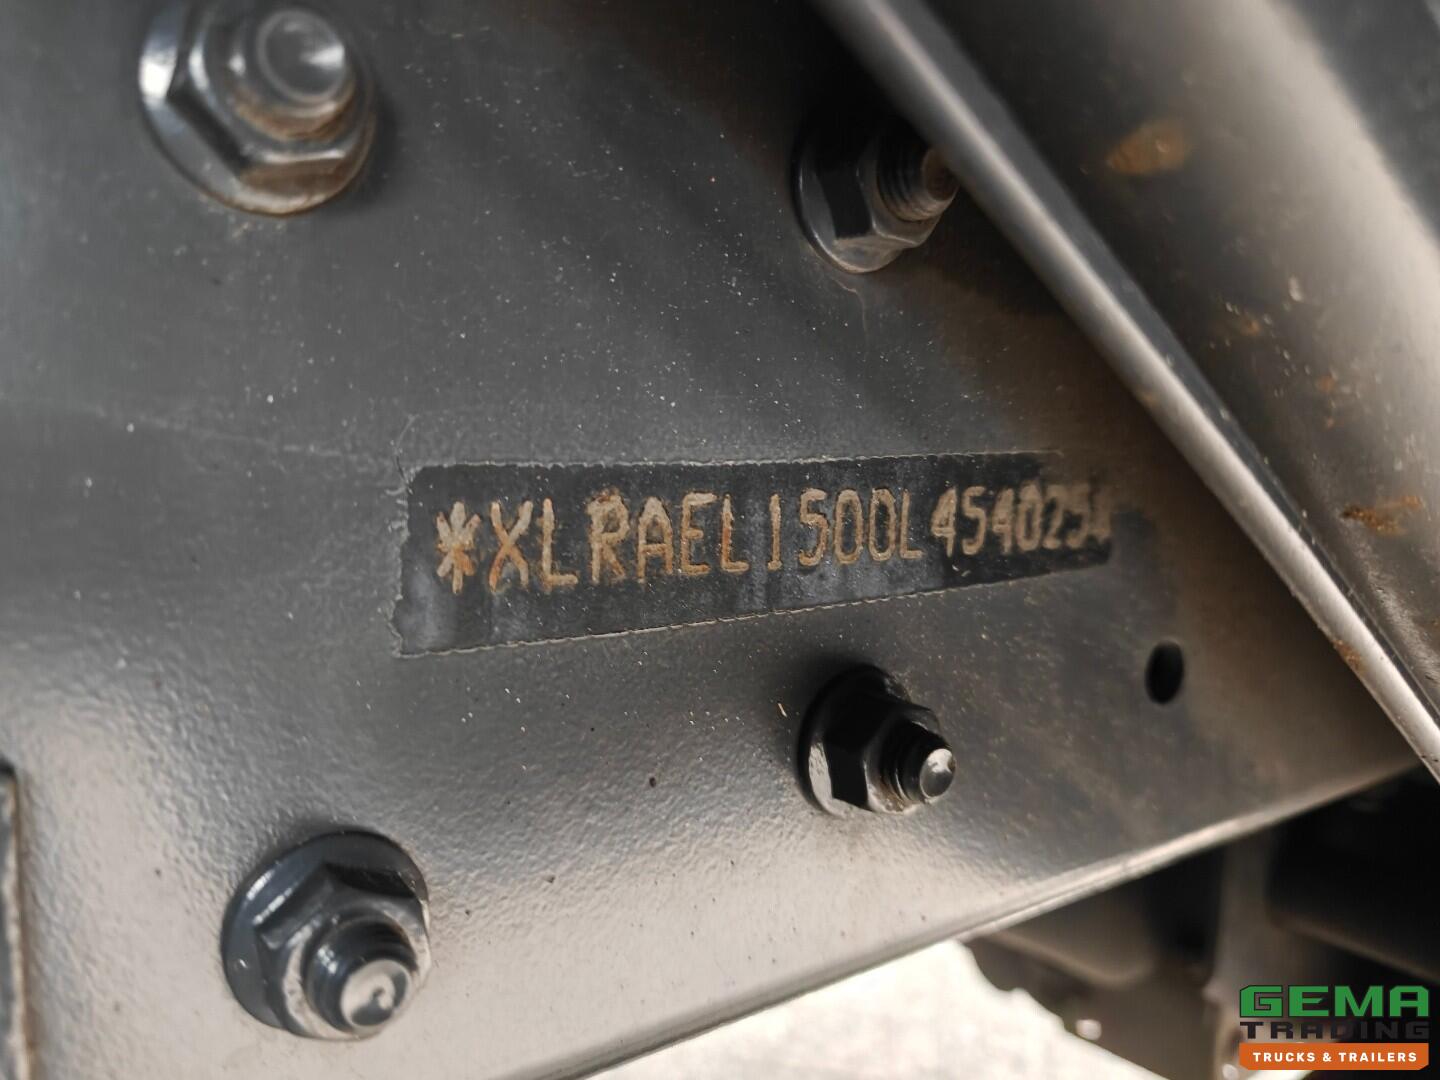 *XLRAEL1500L454025
GEMA
TRADING
TRUCKS & TRAILERS